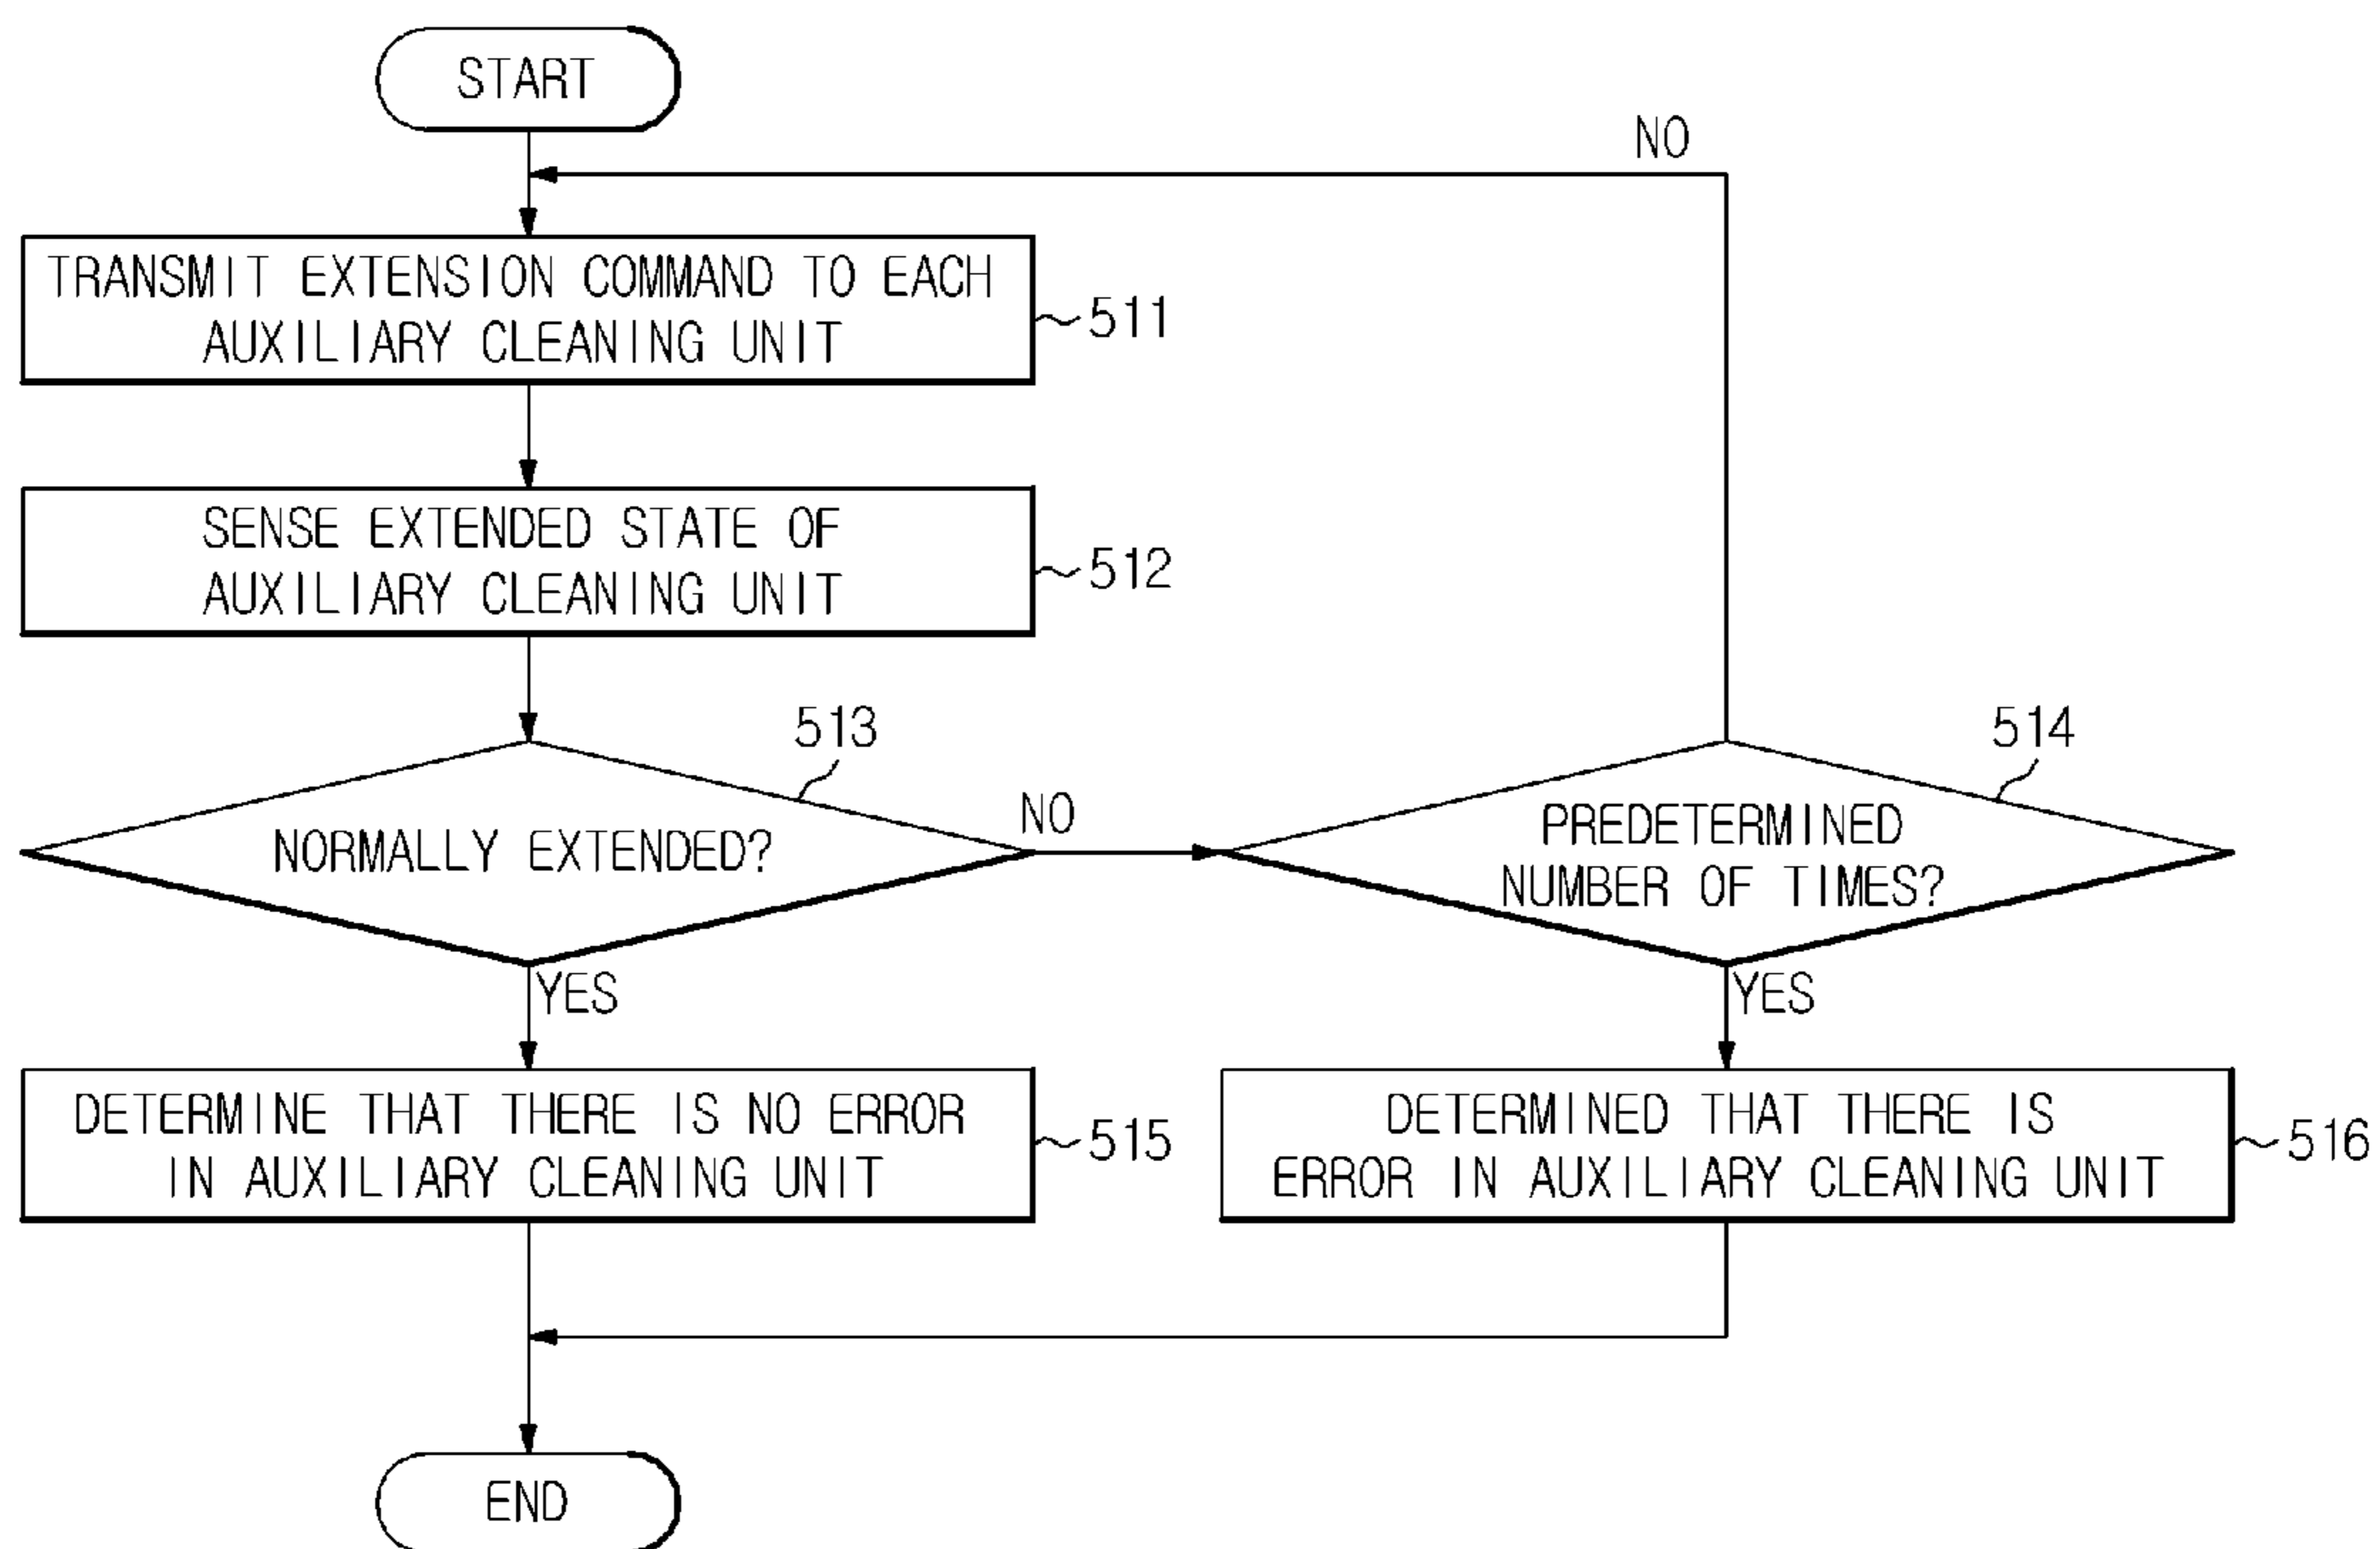 START
NO
TRANSMIT EXTENSION COMMAND TO EACH
AUXILIARY CLEANING UNIT
511
SENSE EXTENDED STATE OF
AUXILIARY CLEANING UNIT
512
513
NORMALLY EXTENDED?
NO
514
PREDETERMINED
NUMBER OF TIMES?
YES
YES
DETERMINE THAT THERE IS NO ERROR
IN AUXILIARY CLEANING UNIT
515
DETERMINED THAT THERE IS
ERROR IN AUXILIARY CLEANING UNIT
516
END